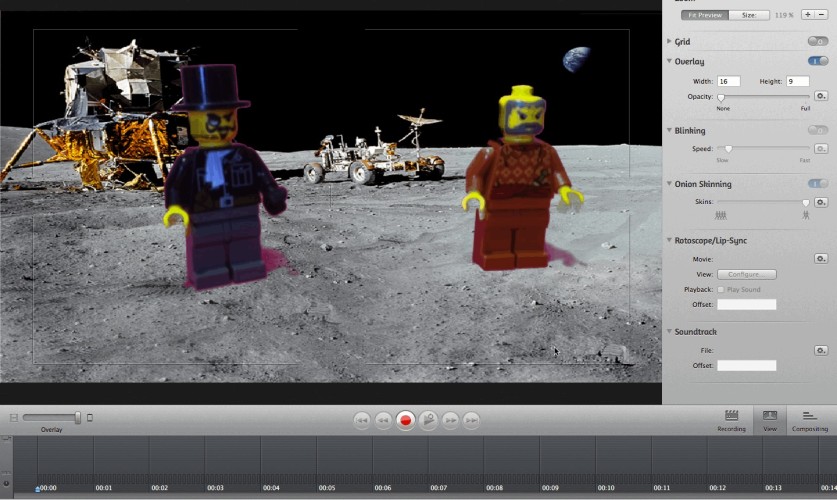 Zoom
Fit Preview Size: 119 %
Grid
Overlay
Width: 16 Height: 9
Opacity:
None Full
Blinking
Speed:
Slow Fast
Onion Skinning
Skins:
Rotoscope/Lip-Sync
Movie:
View: Configure...
Playback: Play Sound
Offset:
Soundtrack
File:
Offset:
Overlay
Recording View Compositing
00:00 00:01 00:02 00:03 00:04 00:05 00:06 00:07 00:08 00:09 00:10 00:11 00:12 00:13 00:14